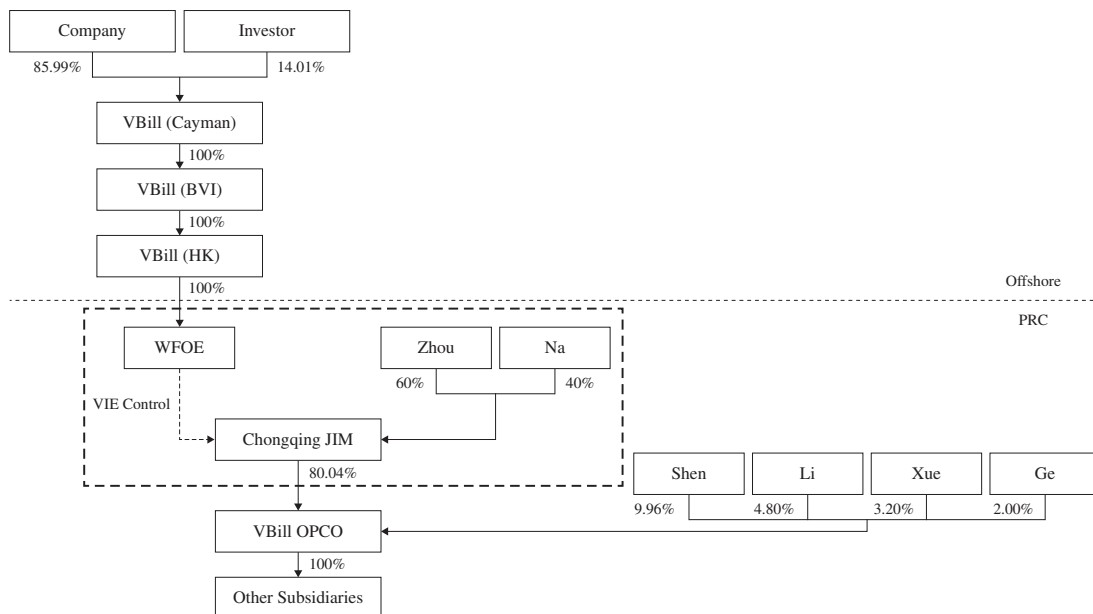 Company
Investor
85.99%
14.01%
VBill (Cayman)
100%
VBill (BVI)
100%
VBill (HK)
100%
Offshore
PRC
WFOE
Zhou
Na
60%
40%
VIE Control
Chongqing JIM
80.04%
Shen
Li
Xue
Ge
9.96%
4.80%
3.20%
2.00%
VBill OPCO
100%
Other Subsidiaries